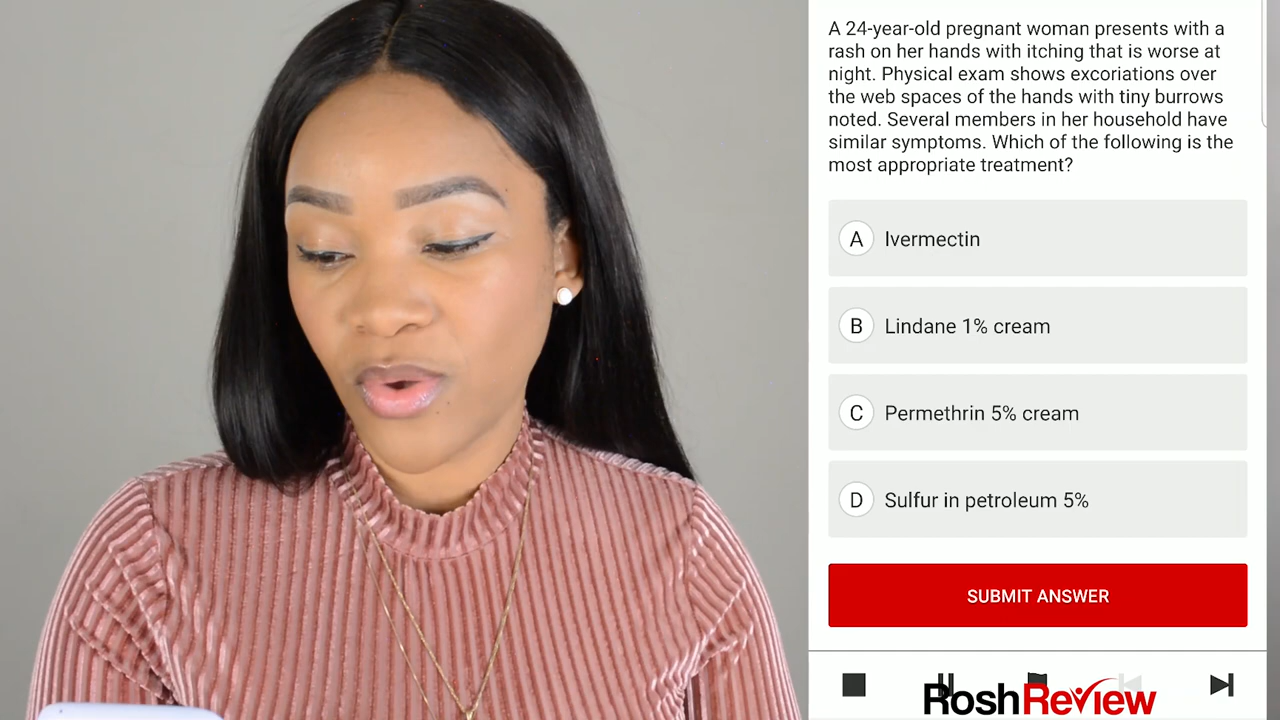 A 24-year-old pregnant woman presents with a
rash on her hands with itching that is worse at
night. Physical exam shows excoriations over
the web spaces of the hands with tiny burrows
noted. Several members in her household have
similar symptoms. Which of the following is the
most appropriate treatment?
A Ivermectin
B Lindane 1% cream
C Permethrin 5% cream
D Sulfur in petroleum 5%
SUBMIT ANSWER
RoshReview